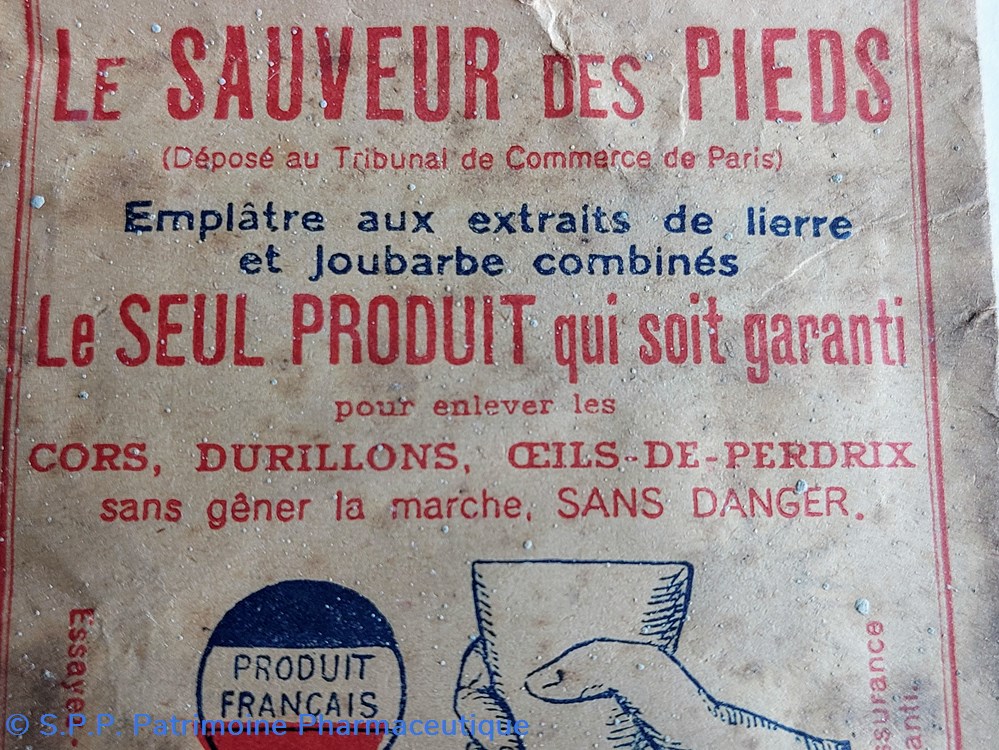 LE SAUVEUR DES PIEDS
(Déposé au Tribunal de Commerce de Paris)
Emplâtre aux extraits de lierre
et Joubarbe combinés
Le SEUL PRODUIT qui soit garanti
pour enlever les
CORS, DURILLONS, ŒILS-DE-PERDRIX
sans gêner la marche, SANS DANGER.
PRODUIT
FRANÇAIS
© S.P.P. Patrimoine Pharmaceutique